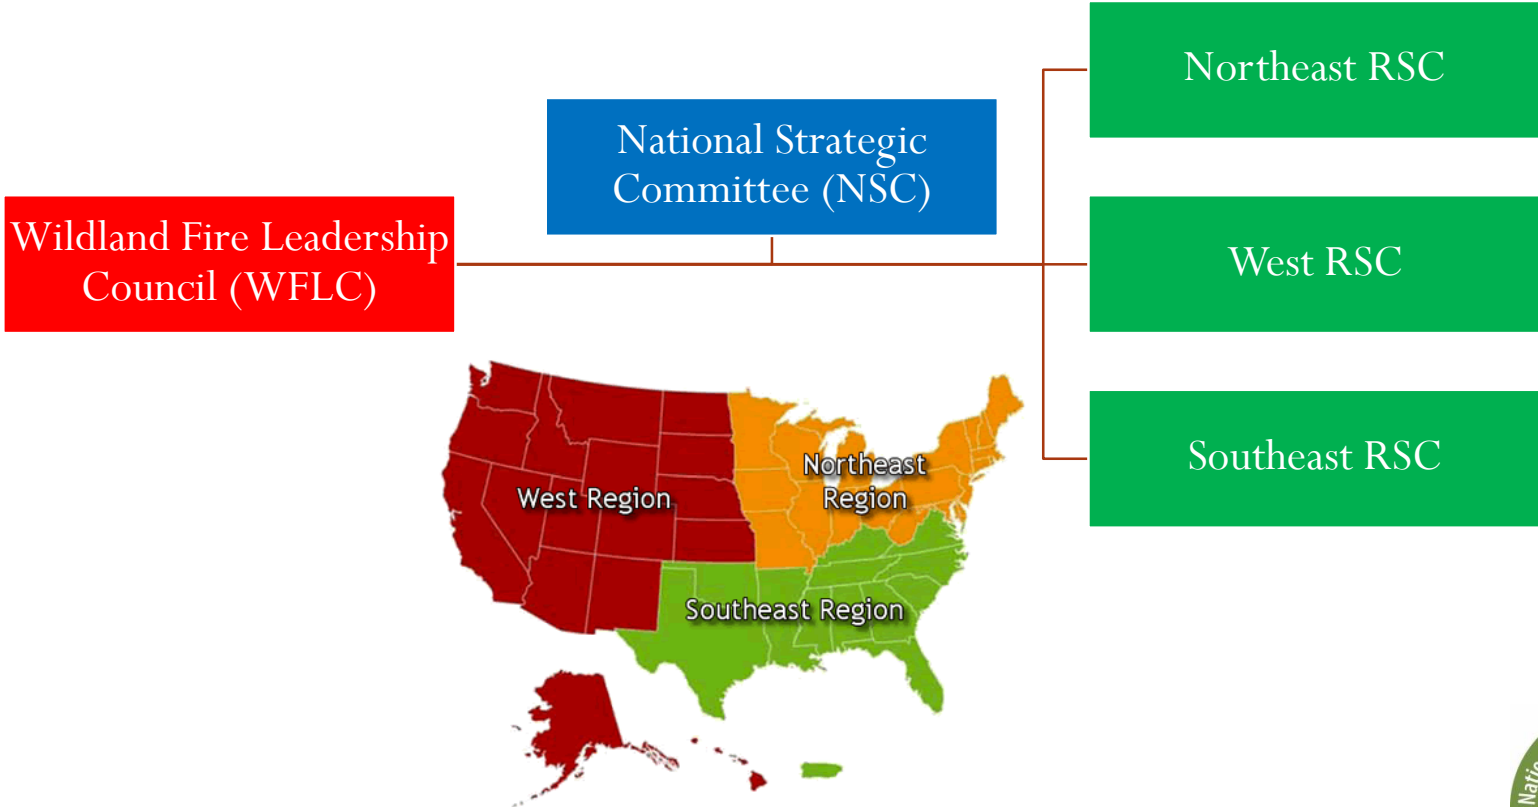 Northeast RSC
National Strategic
Committee (NSC)
Wildland Fire Leadership
Council (WFLC)
West RSC
Southeast RSC
West Region
Northeast
Region
Southeast Region